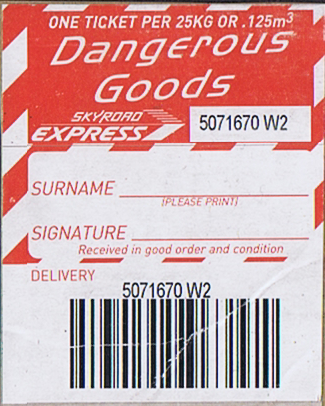 ONE TICKET PER 25KG OR .125m³
Dangerous
Goods
SKYROAD
EXPRESS
5071670 W2
SURNAME
(PLEASE PRINT)
SIGNATURE
Received in good order and condition
DELIVERY
5071670 W2